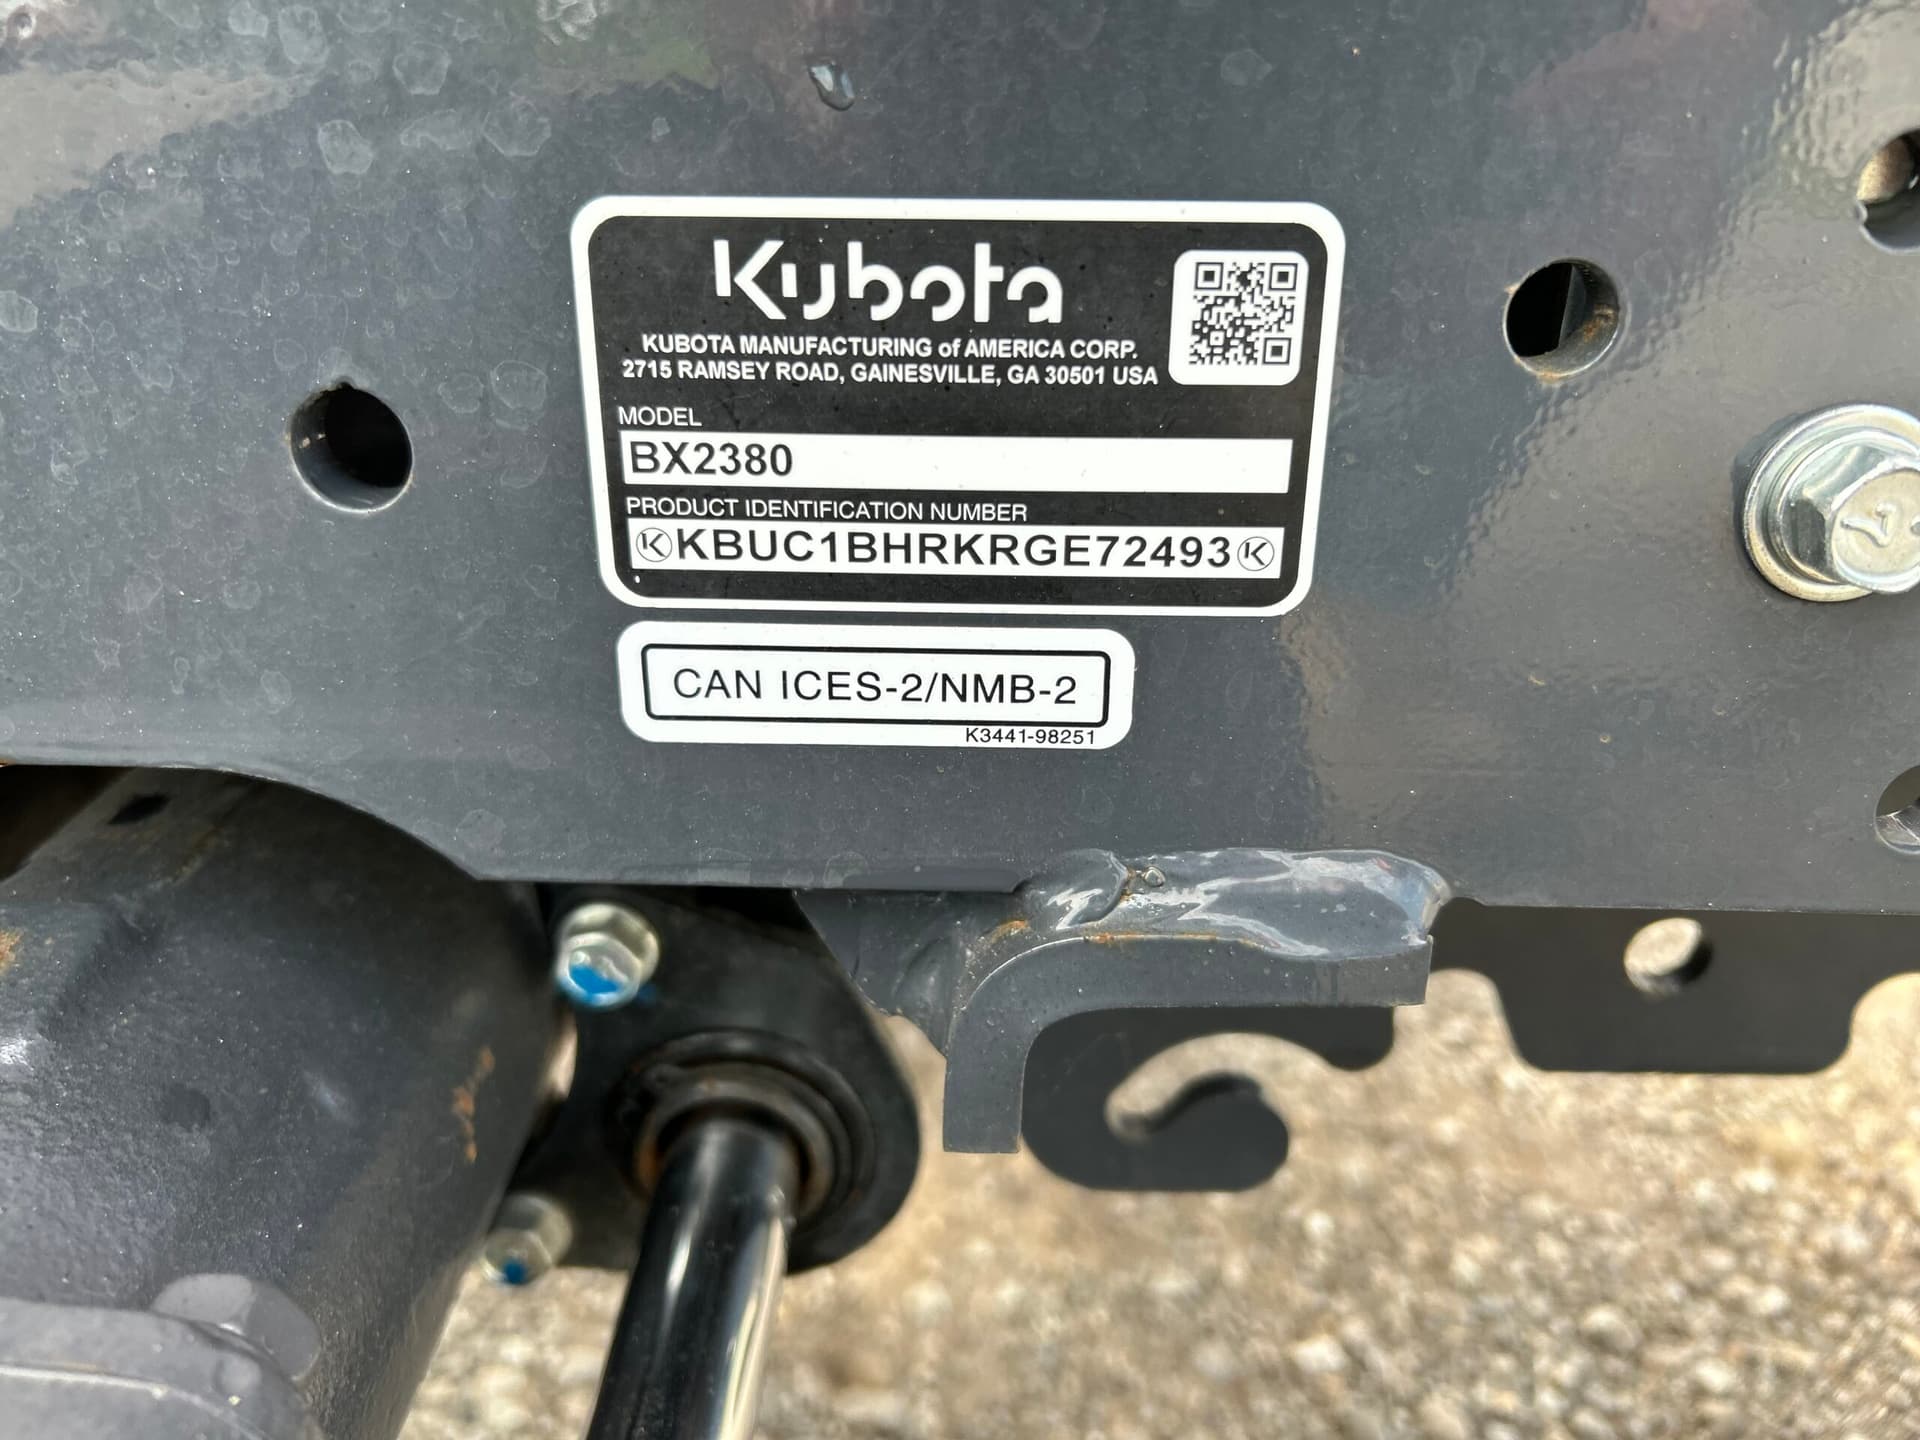 Kubota
KUBOTA MANUFACTURING of AMERICA CORP.
2715 RAMSEY ROAD, GAINESVILLE, GA 30501 USA
MODEL
BX2380
PRODUCT IDENTIFICATION NUMBER
KBUC1BHRKRGE72493
CAN ICES-2/NMB-2
K3441-98251